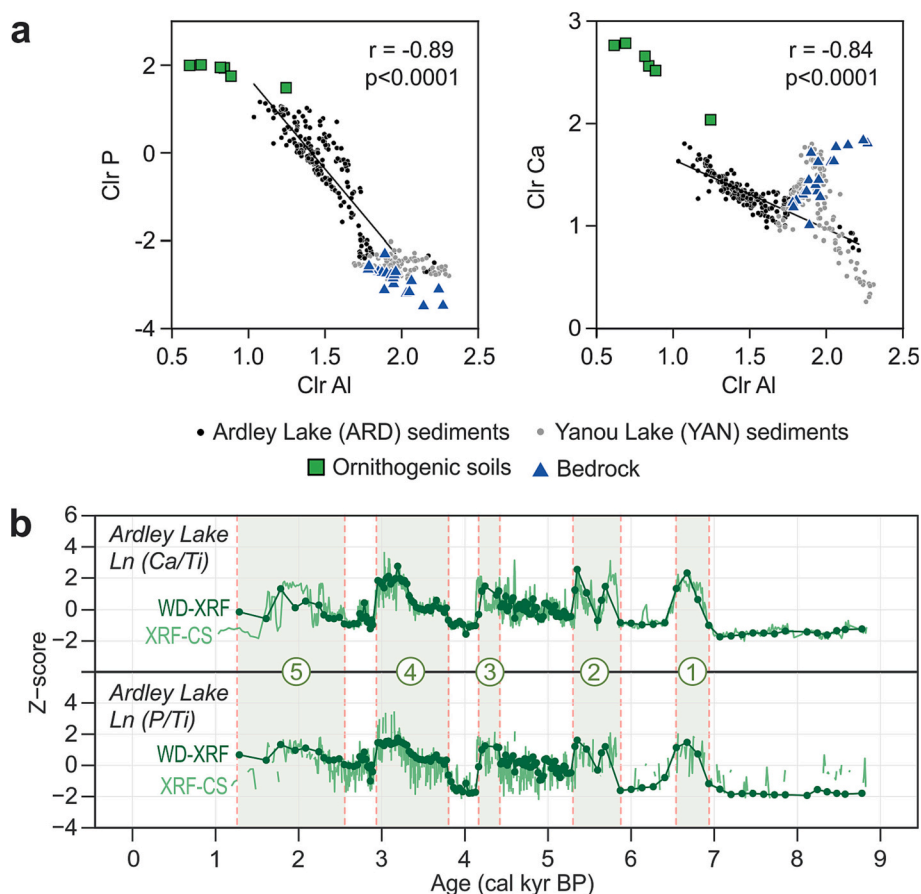 a
r = -0.89
p<0.0001
Clr P
2
0
-2
-4
0.5 1.0 1.5 2.0 2.5
Clr Al
r = -0.84
p<0.0001
Clr Ca
3
2
1
0
0.5 1.0 1.5 2.0 2.5
Clr Al
Ardley Lake (ARD) sediments Yanou Lake (YAN) sediments
Ornithogenic soils Bedrock
b
Ardley Lake
Ln (Ca/Ti)
WD-XRF
XRF-CS
6
4
2
0
−2
5 4 3 2 1
Z−score
Ardley Lake
Ln (P/Ti)
WD-XRF
XRF-CS
4
2
0
−2
−4
0 1 2 3 4 5 6 7 8 9
Age (cal kyr BP)